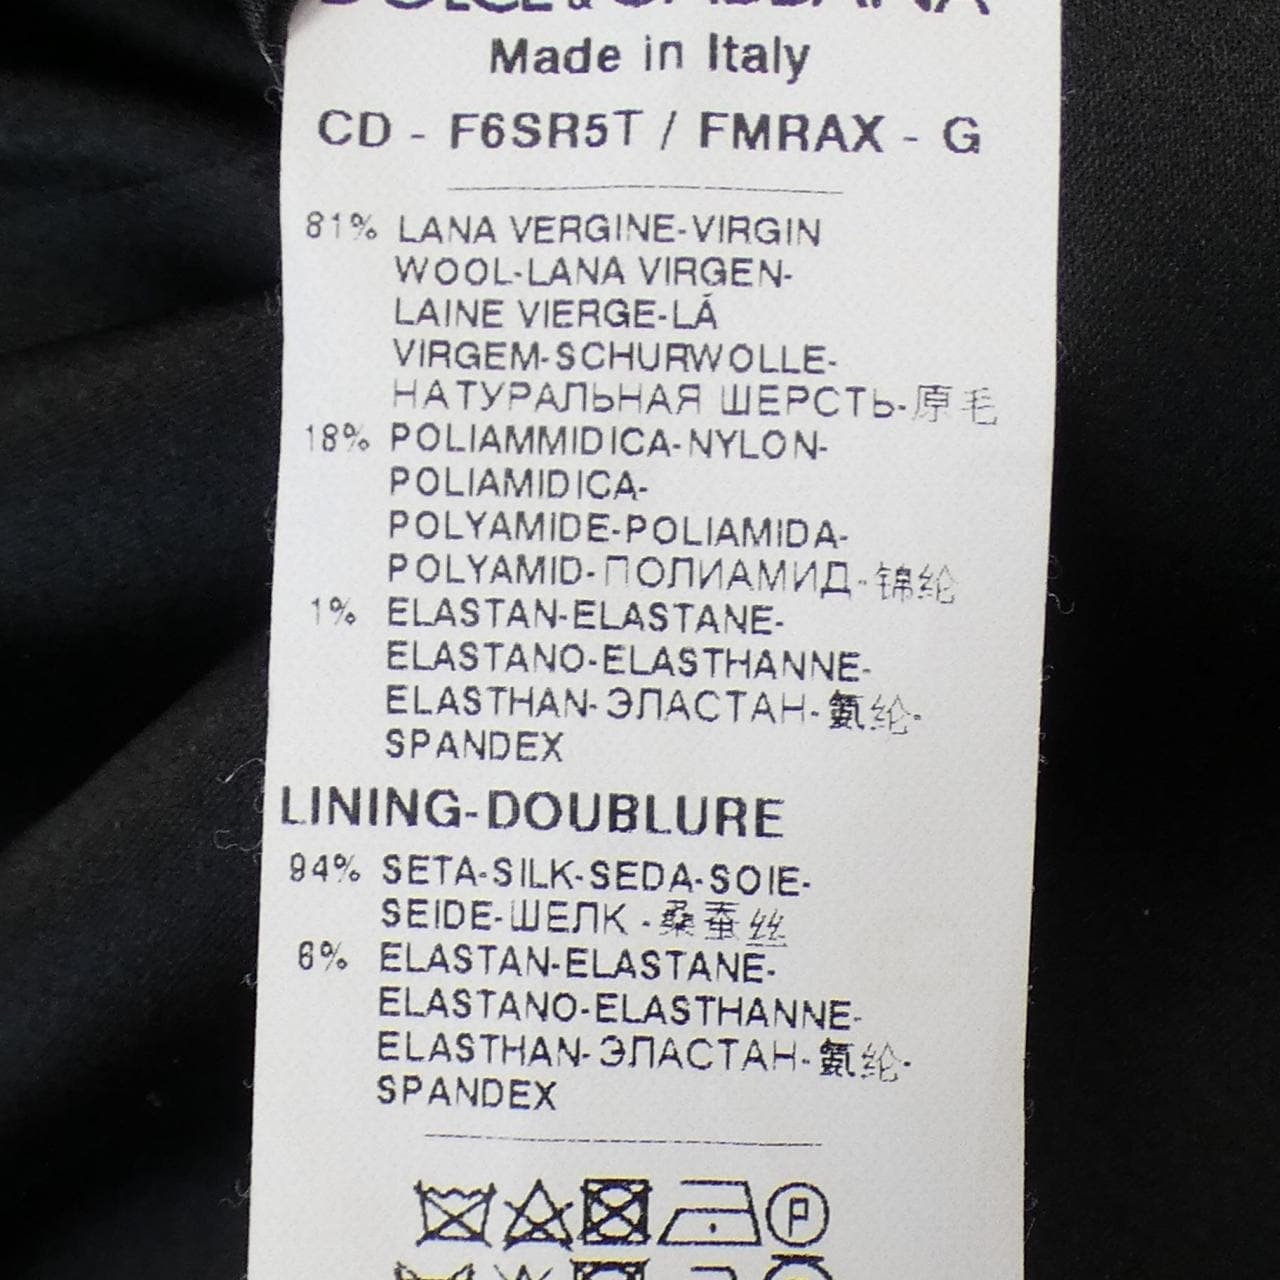 DOLCE & GABBANA
Made in Italy
CD - F6SR5T / FMRAX - G
81% LANA VERGINE-VIRGIN
WOOL-LANA VIRGEN-
LAINE VIERGE-LÃ
VIRGEM-SCHURWOLLE-
НАТУРАЛЬНАЯ ШЕРСТЬ-原毛
18% POLIAMMIDICA-NYLON-
POLIAMIDICA-
POLYAMIDE-POLIAMIDA-
POLYAMID-ПОЛИАМИД-锦纶
1% ELASTAN-ELASTANE-
ELASTANO-ELASTHANNE-
ELASTHAN-ЭЛАСТАН-氨纶-
SPANDEX
LINING-DOUBLURE
94% SETA-SILK-SEDA-SOIE-
SEIDE-ШЕЛК -桑蚕丝
6% ELASTAN-ELASTANE-
ELASTANO-ELASTHANNE-
ELASTHAN-ЭЛАСТАН-氨纶-
SPANDEX
P